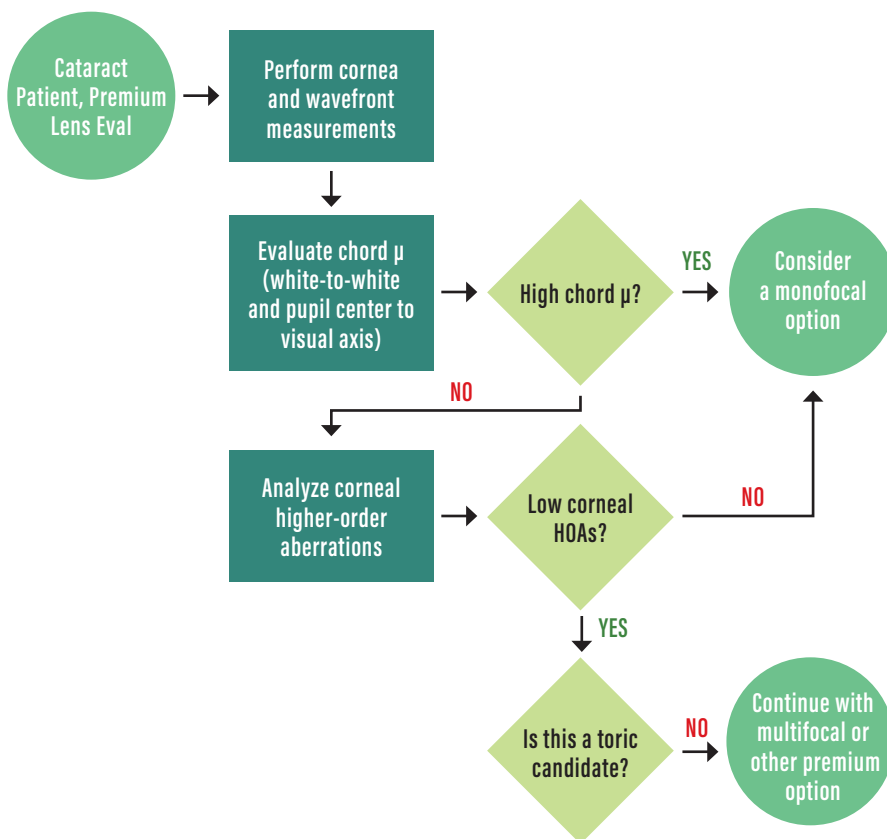 Cataract
Patient, Premium
Lens Eval
Perform cornea
and wavefront
measurements
Evaluate chord µ
(white-to-white
and pupil center to
visual axis)
High chord µ?
YES
Consider
a monofocal
option
NO
Analyze corneal
higher-order
aberrations
Low corneal
HOAs?
NO
YES
Is this a toric
candidate?
NO
Continue with
multifocal or
other premium
option